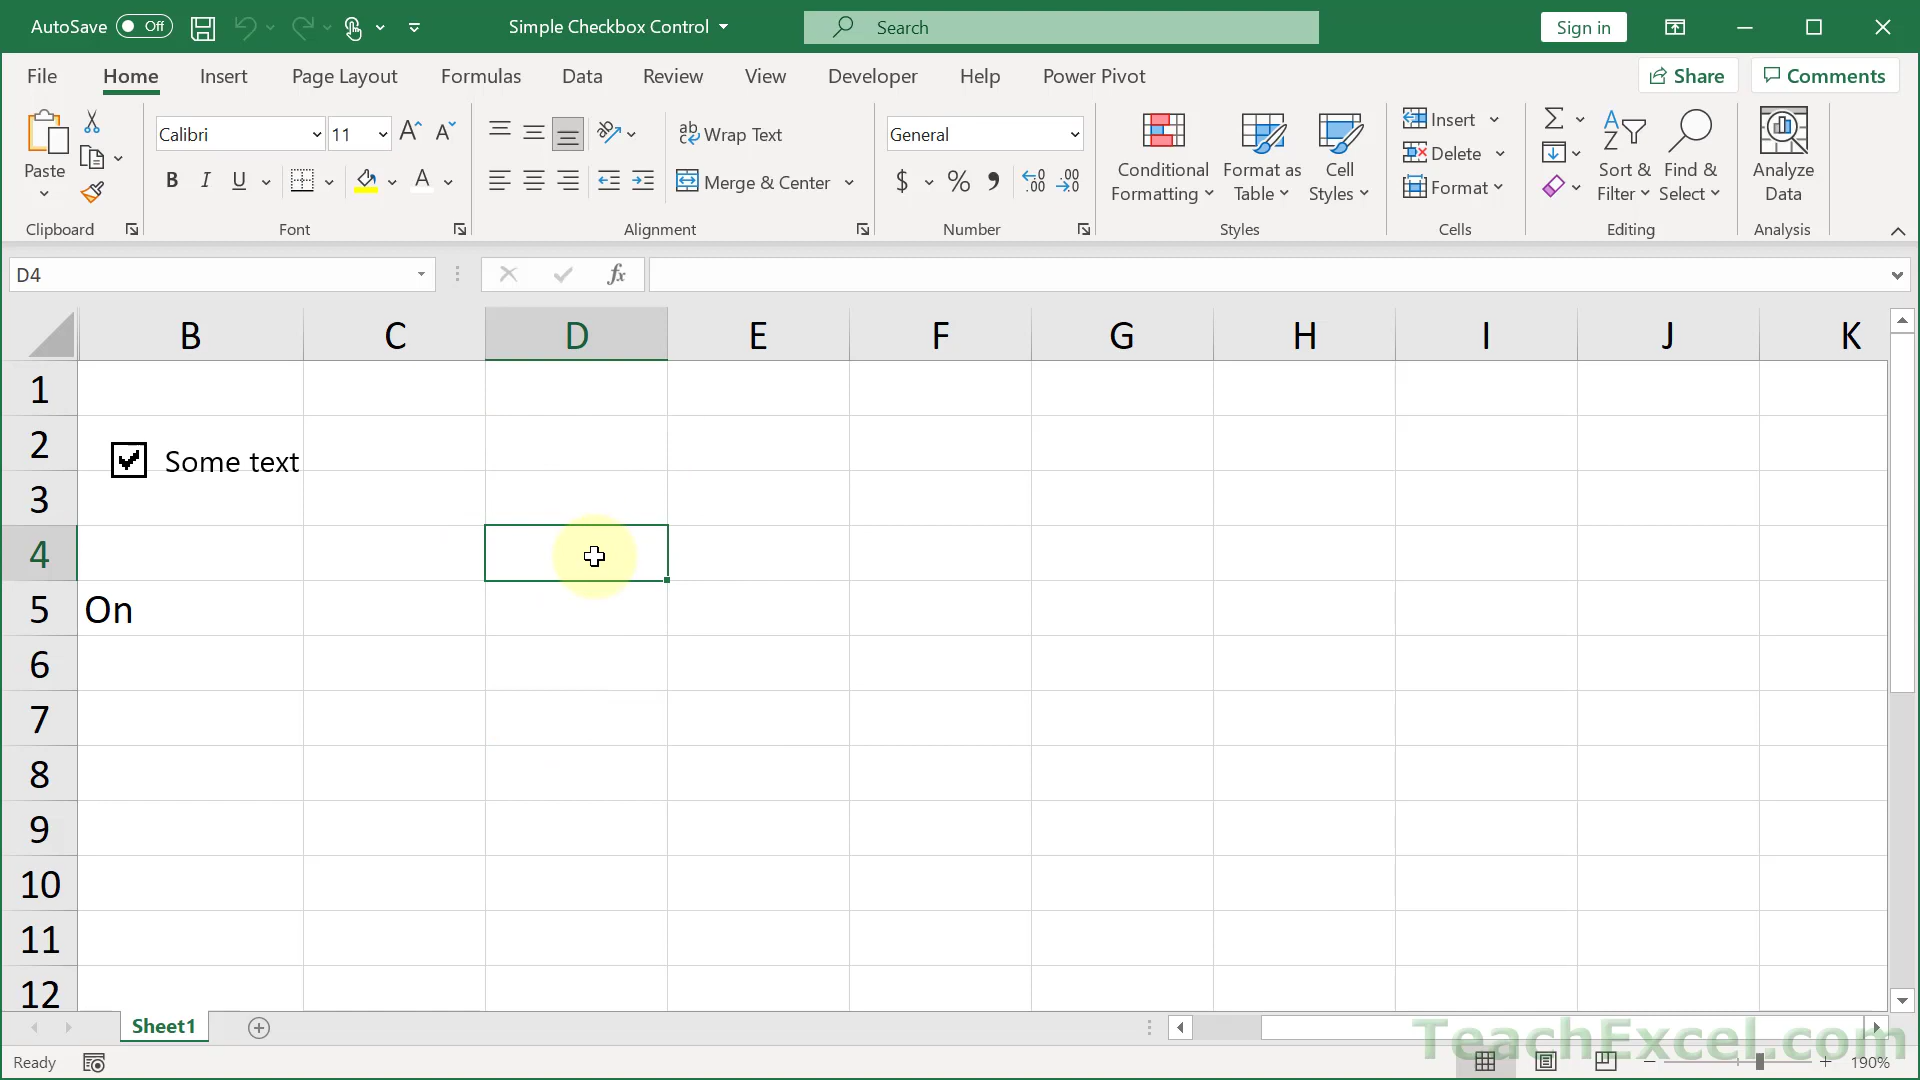 AutoSave Off Simple Checkbox Control Search Sign in
File Home Insert Page Layout Formulas Data Review View Developer Help Power Pivot Share Comments
Paste
Calibri 11
B I U A
ab Wrap Text
Merge & Center
General
$ %
Conditional Formatting
Format as Table
Cell Styles
Insert
Delete
Format
Sort & Filter
Find & Select
Analyze Data
Clipboard Font Alignment Number Styles Cells Editing Analysis
D4 fx
B C D E F G H I J K
1
2
Some text
3
4
5 On
6
7
8
9
10
11
12
Sheet1
TeachExcel.com
Ready 190%